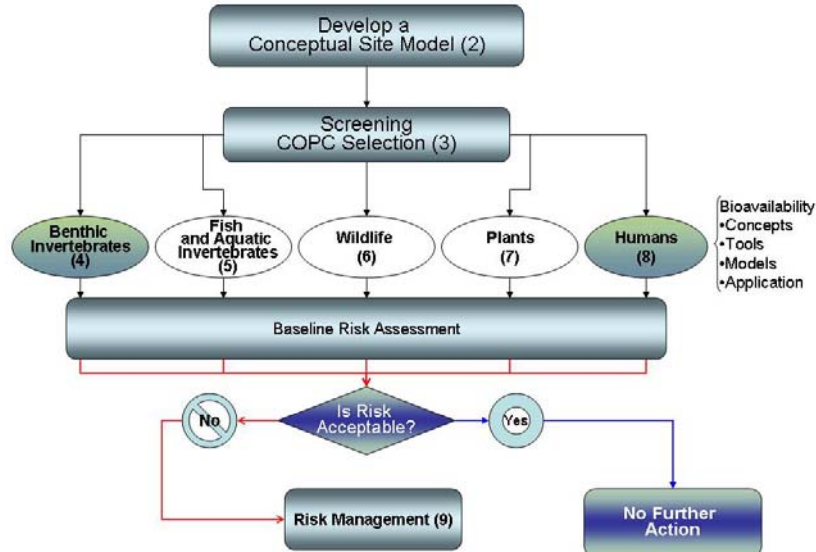 Develop a
Conceptual Site Model (2)
Screening
COPC Selection (3)
Benthic
Invertebrates
(4)
Fish
and Aquatic
Invertebrates
(5)
Wildlife
(6)
Plants
(7)
Humans
(8)
Bioavailability
•Concepts
•Tools
•Models
•Application
Baseline Risk Assessment
No
Is Risk
Acceptable?
Yes
Risk Management (9)
No Further
Action